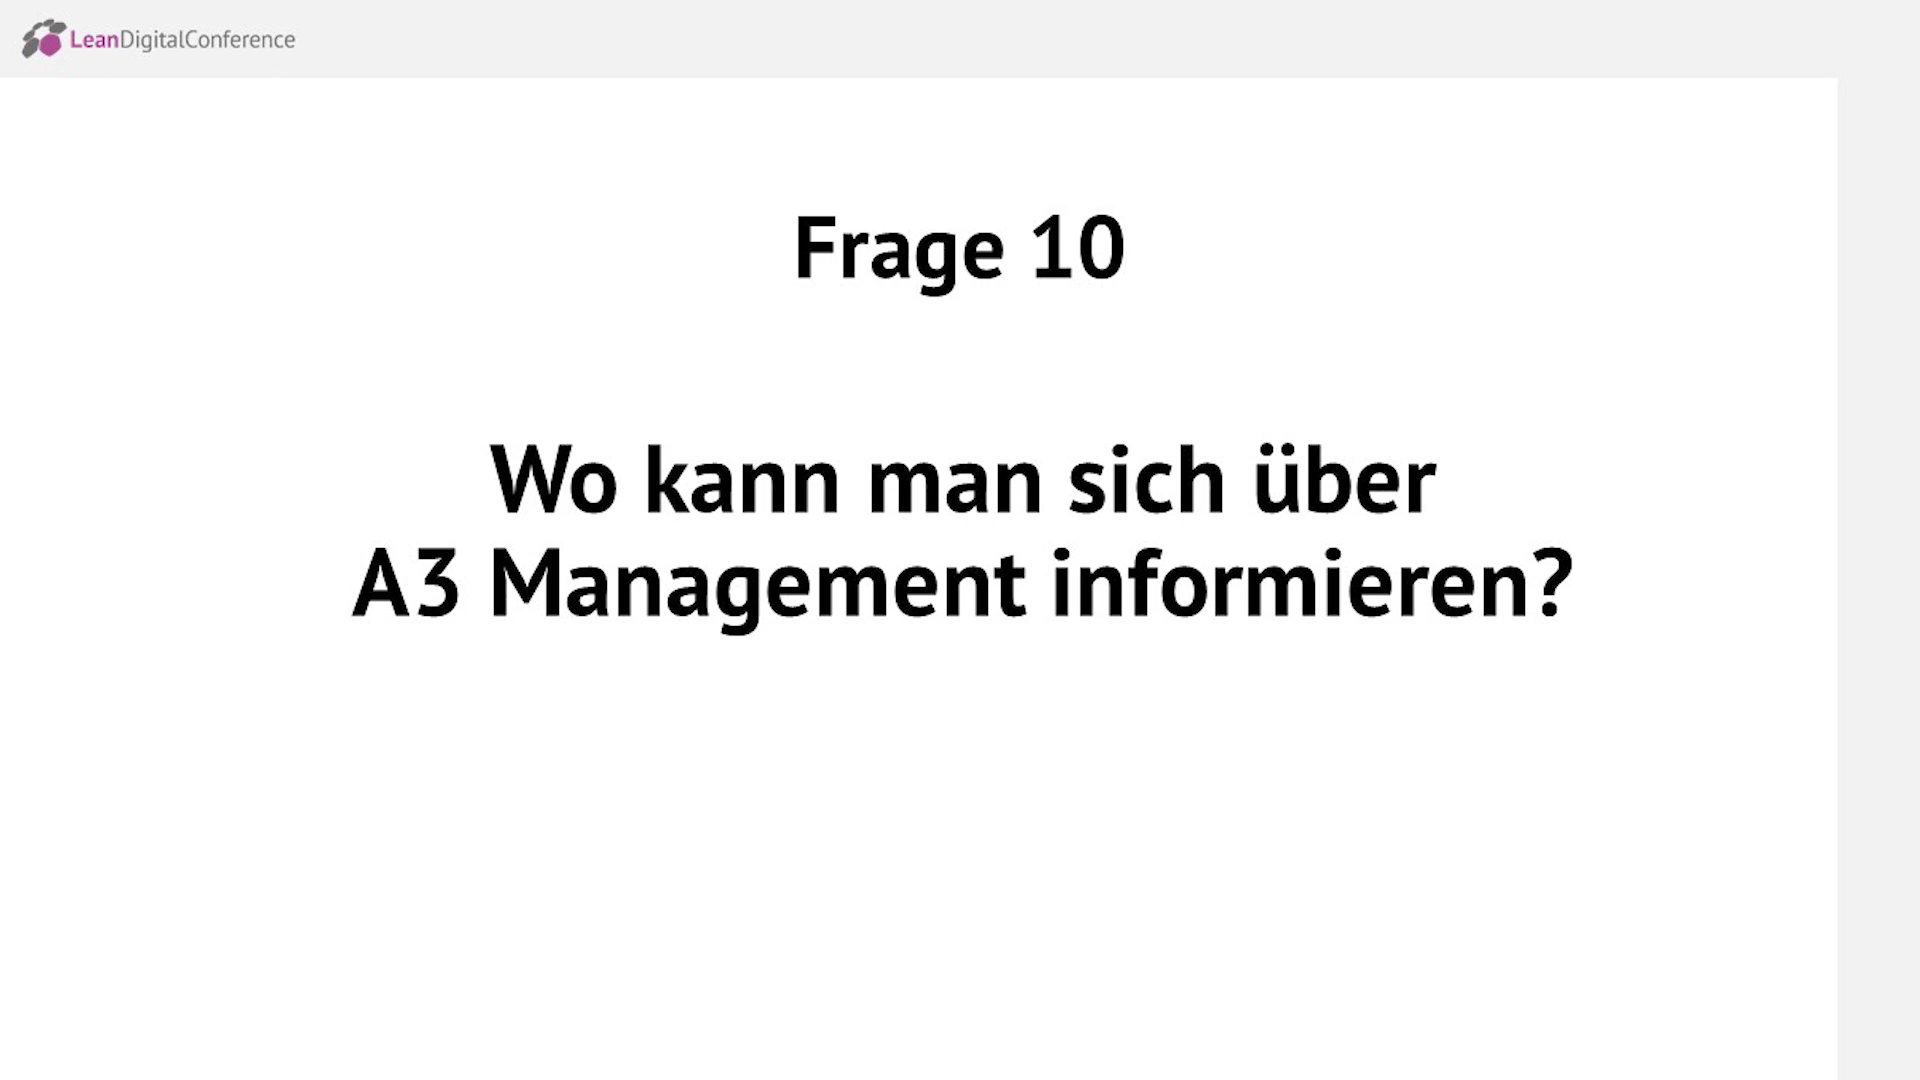 LeanDigitalConference
Frage 10
Wo kann man sich über
A3 Management informieren?